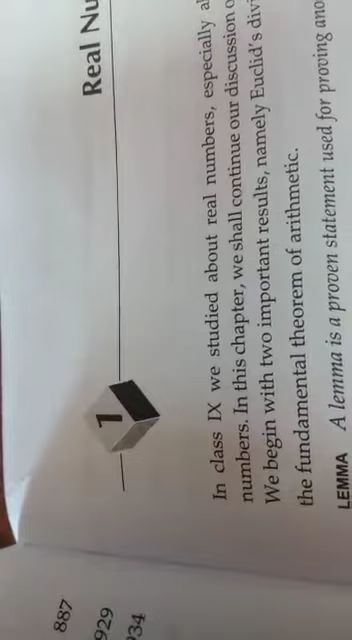 Real Nu
1
In class IX we studied about real numbers, especially a
numbers. In this chapter, we shall continue our discussion o
We begin with two important results, namely Euclid's divi
the fundamental theorem of arithmetic.
LEMMA A lemma is a proven statement used for proving ano
887
929
934